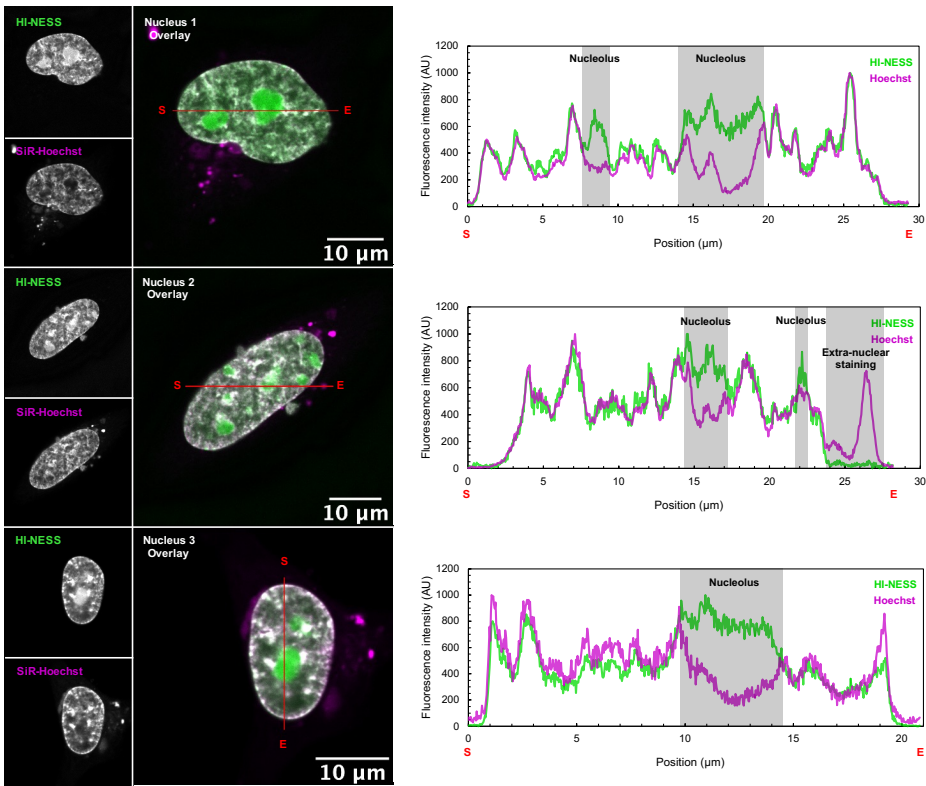 HI-NESS
SiR-Hoechst
Nucleus 1
Overlay
S
E
10 µm
Fluorescence intensity (AU)
1200
1000
800
600
400
200
0
Nucleolus
Nucleolus
HI-NESS
Hoechst
0
5
10
15
20
25
30
S
E
Position (µm)
HI-NESS
SiR-Hoechst
Nucleus 2
Overlay
S
E
10 µm
Fluorescence intensity (AU)
1200
1000
800
600
400
200
0
Nucleolus
Nucleolus
HI-NESS
Hoechst
Extra-nuclear
staining
0
5
10
15
20
25
30
S
E
Position (µm)
HI-NESS
SiR-Hoechst
Nucleus 3
Overlay
S
E
10 µm
Fluorescence intensity (AU)
1200
1000
800
600
400
200
0
Nucleolus
HI-NESS
Hoechst
0
5
10
15
20
S
E
Position (µm)